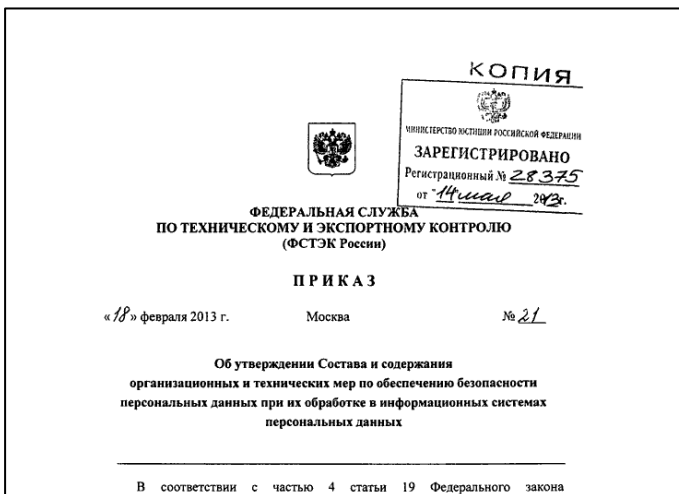 КОПИЯ
МИНИСТЕРСТВО ЮСТИЦИИ РОССИЙСКОЙ ФЕДЕРАЦИИ
ЗАРЕГИСТРИРОВАНО
Регистрационный № 28375
от "14" мая 2013г.
ФЕДЕРАЛЬНАЯ СЛУЖБА
ПО ТЕХНИЧЕСКОМУ И ЭКСПОРТНОМУ КОНТРОЛЮ
(ФСТЭК России)
ПРИКАЗ
«18» февраля 2013 г. Москва № 21
Об утверждении Состава и содержания
организационных и технических мер по обеспечению безопасности
персональных данных при их обработке в информационных системах
персональных данных
В соответствии с частью 4 статьи 19 Федерального закона